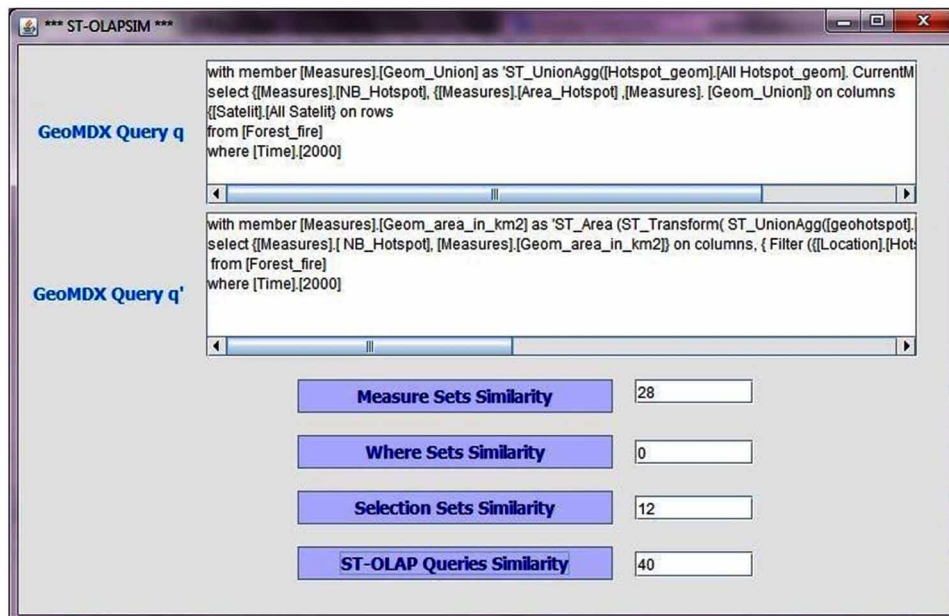 *** ST-OLAPSIM ***
with member [Measures].[Geom_Union] as 'ST_UnionAgg([Hotspot_geom].[All Hotspot_geom]. CurrentM
select {[Measures].[NB_Hotspot], {[Measures].[Area_Hotspot] ,[Measures]. [Geom_Union]} on columns
{[Satelit].[All Satelit} on rows
from [Forest_fire]
where [Time].[2000]
GeoMDX Query q
with member [Measures].[Geom_area_in_km2] as 'ST_Area (ST_Transform( ST_UnionAgg([geohotspot].[
select {[Measures].[ NB_Hotspot], [Measures].[Geom_area_in_km2]} on columns, { Filter ({[Location].[Hots
from [Forest_fire]
where [Time].[2000]
GeoMDX Query q'
Measure Sets Similarity 28
Where Sets Similarity 0
Selection Sets Similarity 12
ST-OLAP Queries Similarity 40